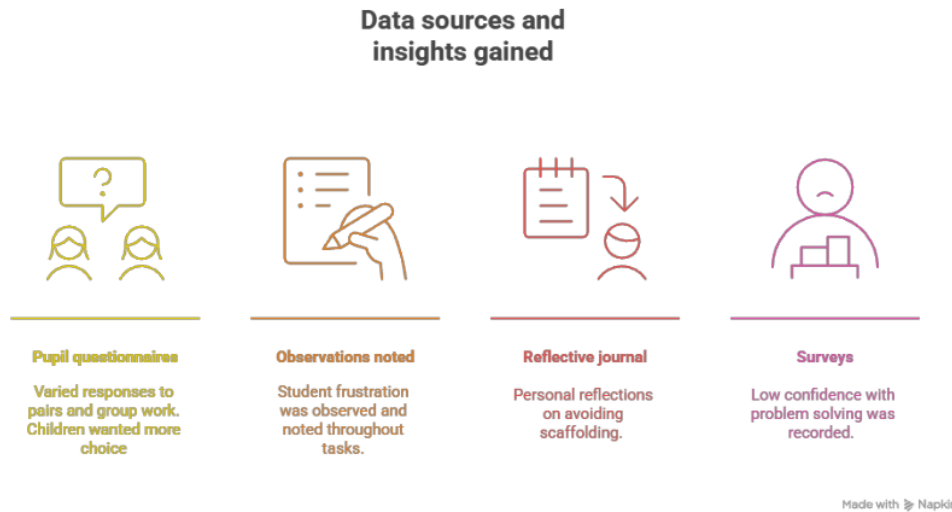 Data sources and
insights gained
?
Pupil questionnaires
Varied responses to
pairs and group work.
Children wanted more
choice
Observations noted
Student frustration
was observed and
noted throughout
tasks.
Reflective journal
Personal reflections
on avoiding
scaffolding.
Surveys
Low confidence with
problem solving was
recorded.
Made with Napkin